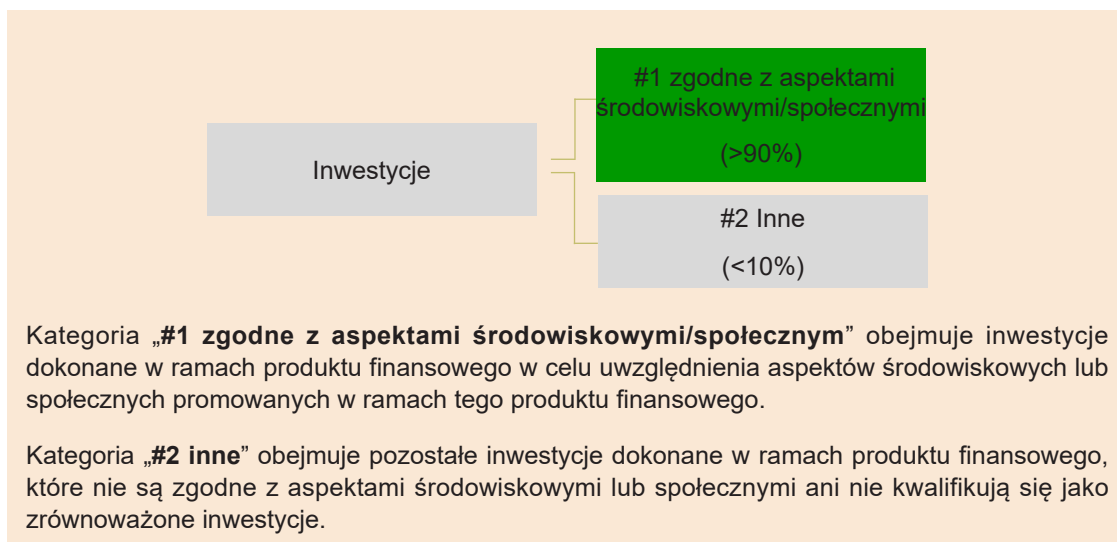 #1 zgodne z aspektami
środowiskowymi/społecznymi
(>90%)
Inwestycje
#2 Inne
(<10%)
Kategoria „#1 zgodne z aspektami środowiskowymi/społecznym” obejmuje inwestycje
dokonane w ramach produktu finansowego w celu uwzględnienia aspektów środowiskowych lub
społecznych promowanych w ramach tego produktu finansowego.
Kategoria „#2 inne” obejmuje pozostałe inwestycje dokonane w ramach produktu finansowego,
które nie są zgodne z aspektami środowiskowymi lub społecznymi ani nie kwalifikują się jako
zrównoważone inwestycje.